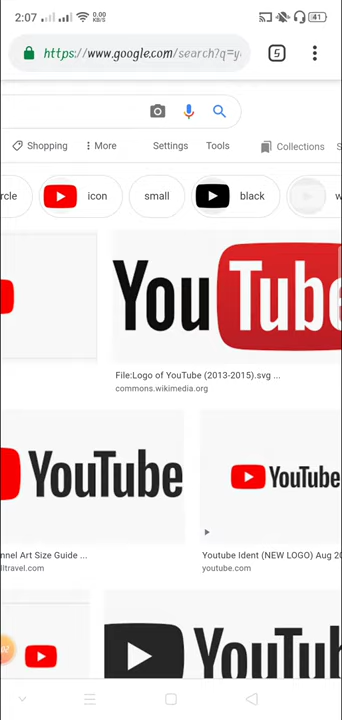 2:07
0.00
KB/S
41
https://www.google.com/search?q=y
5
Shopping
More
Settings
Tools
Collections
S
rcle
icon
small
black
w
YouTube
File:Logo of YouTube (2013-2015).svg ...
commons.wikimedia.org
YouTube
YouTube
nnel Art Size Guide ...
lltravel.com
Youtube Ident (NEW LOGO) Aug 20
youtube.com
YouTub